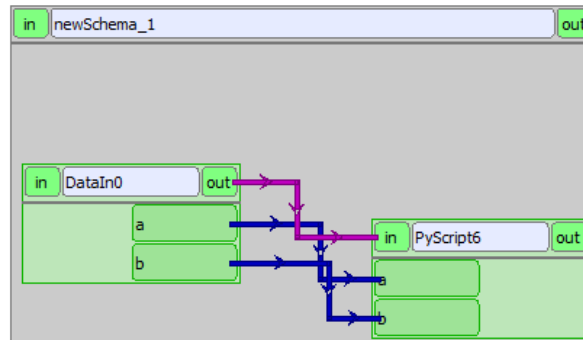 in newSchema_1 out
in DataIn0 out
a
b
in PyScript6 out
a
b